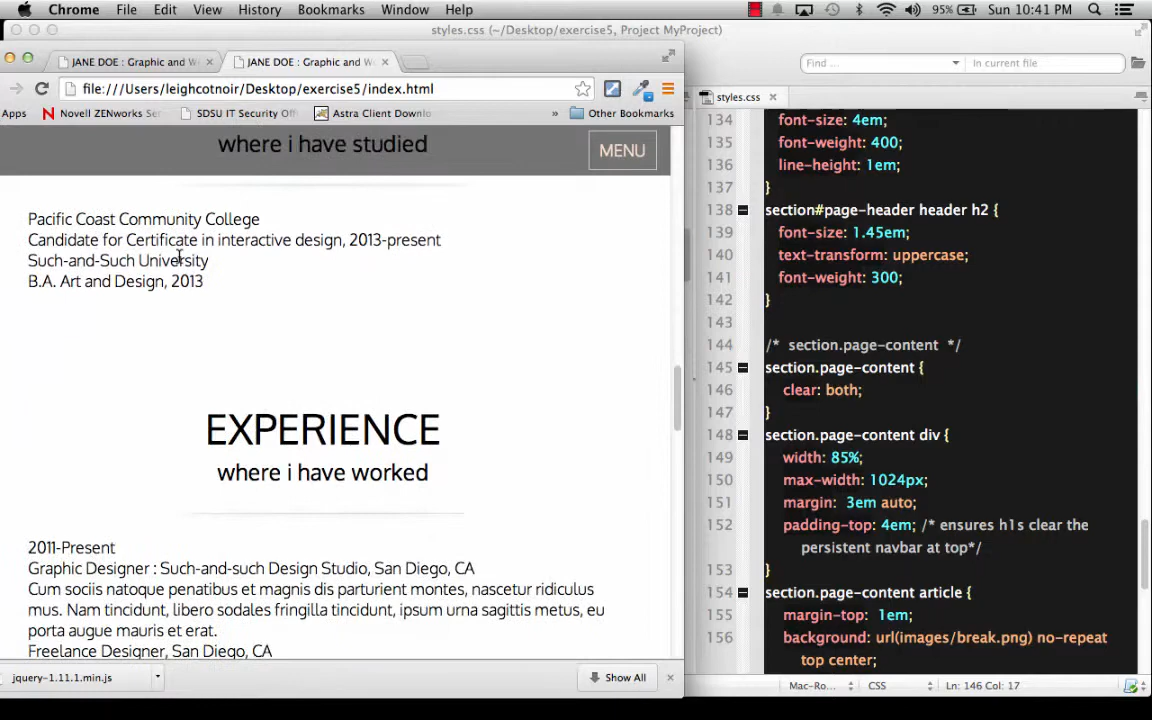 Chrome File Edit View History Bookmarks Window Help 95% Sun 10:41 PM
styles.css (~/Desktop/exercise5, Project MyProject)
JANE DOE : Graphic and W
JANE DOE : Graphic and W
Find ...
In current file
file:///Users/leighcotnoir/Desktop/exercise5/index.html
styles.css
Apps
Novell ZENworks Ser
SDSU IT Security Off
Astra Client Downlo
»
Other Bookmarks
where i have studied
MENU
Pacific Coast Community College
Candidate for Certificate in interactive design, 2013-present
Such-and-Such University
B.A. Art and Design, 2013
EXPERIENCE
where i have worked
2011-Present
Graphic Designer : Such-and-such Design Studio, San Diego, CA
Cum sociis natoque penatibus et magnis dis parturient montes, nascetur ridiculus
mus. Nam tincidunt, libero sodales fringilla tincidunt, ipsum urna sagittis metus, eu
porta augue mauris et erat.
Freelance Designer, San Diego, CA
jquery-1.11.1.min.js
Show All
134 font-size: 4em;
135 font-weight: 400;
136 line-height: 1em;
137 }
138 section#page-header header h2 {
139 font-size: 1.45em;
140 text-transform: uppercase;
141 font-weight: 300;
142 }
143
144 /* section.page-content */
145 section.page-content {
146 clear: both;
147 }
148 section.page-content div {
149 width: 85%;
150 max-width: 1024px;
151 margin: 3em auto;
152 padding-top: 4em; /* ensures h1s clear the
persistent navbar at top*/
153 }
154 section.page-content article {
155 margin-top: 1em;
156 background: url(images/break.png) no-repeat
top center;
Mac-Ro...
CSS
Ln: 146 Col: 17